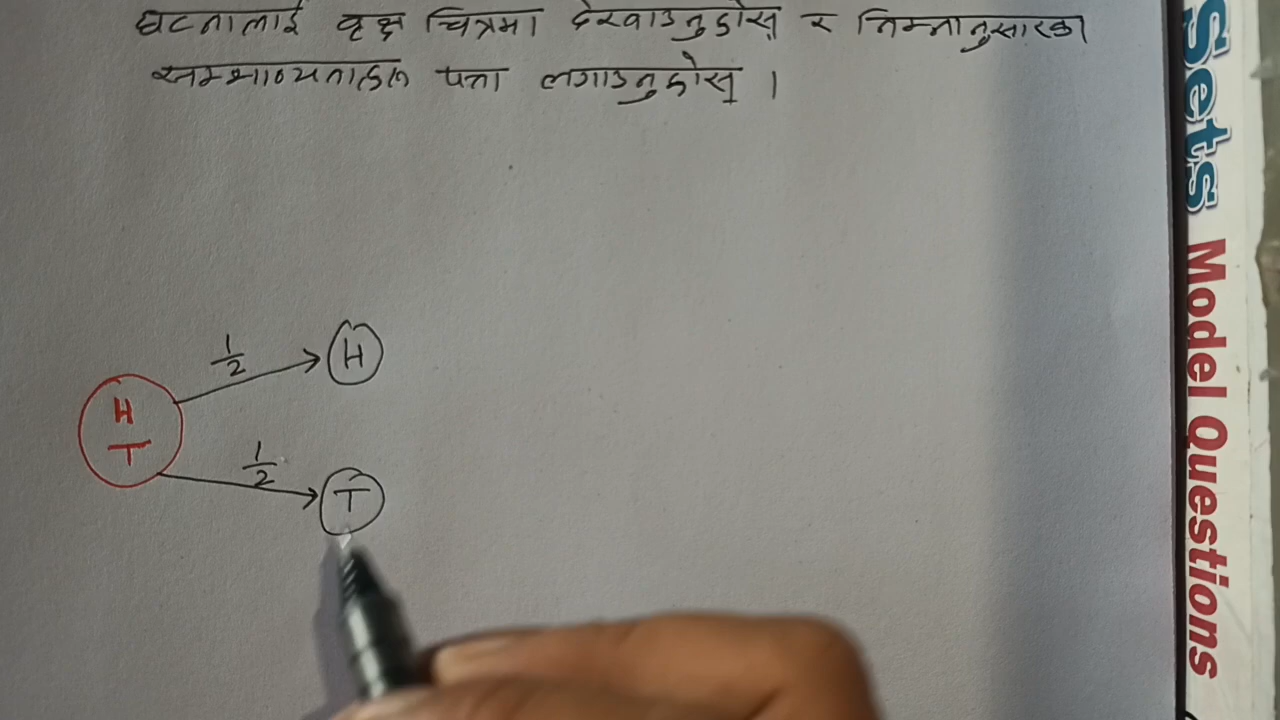 घटनालाई वृक्ष चित्रमा देखाउनुहोस् र निम्नानुसारका
सम्भाव्यताहरू पत्ता लगाउनुहोस् ।
1/2
H
H
T
1/2
T
Sets Model Questions